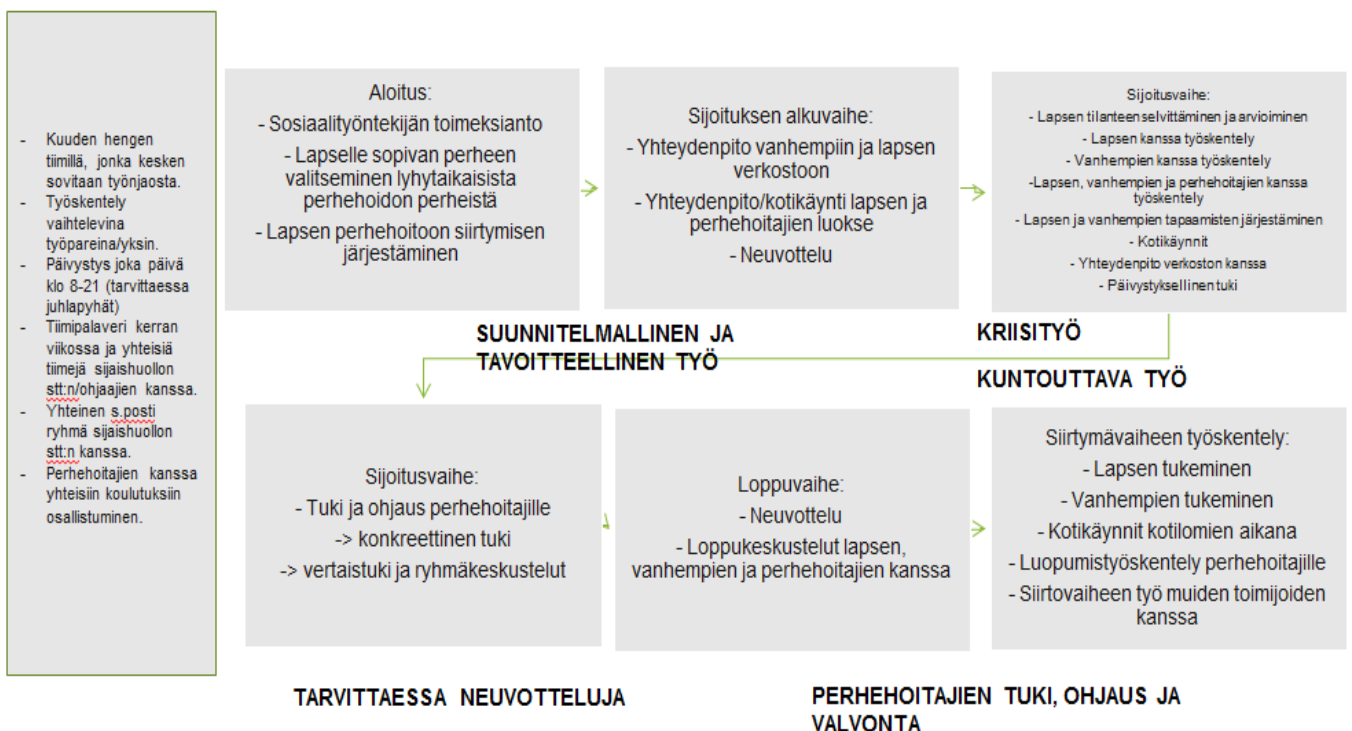 - Kuuden hengen
tiimillä, jonka kesken
sovitaan työnjaosta.
- Työskentely
vaihtelevina
työpareina/yksin.
- Päivystys joka päivä
klo 8-21 (tarvittaessa
juhlapyhät)
- Tiimipalaveri kerran
viikossa ja yhteisiä
tiimejä sijaishuollon
stt:n/ohjaajien kanssa.
- Yhteinen s.posti
ryhmä sijaishuollon
stt:n kanssa.
- Perhehoitajien kanssa
yhteisiin koulutuksiin
osallistuminen.
Aloitus:
- Sosiaalityöntekijän toimeksianto
- Lapselle sopivan perheen
valitseminen lyhytaikaisista
perhehoidon perheistä
- Lapsen perhehoitoon siirtymisen
järjestäminen
Sijoituksen alkuvaihe:
- Yhteydenpito vanhempiin ja lapsen
verkostoon
- Yhteydenpito/kotikäynti lapsen ja
perhehoitajien luokse
- Neuvottelu
Sijoitusvaihe:
- Lapsen tilanteen selvittäminen ja arvioiminen
- Lapsen kanssa työskentely
- Vanhempien kanssa työskentely
-Lapsen, vanhempien ja perhehoitajien kanssa
työskentely
- Lapsen ja vanhempien tapaamisten järjestäminen
- Kotikäynnit
- Yhteydenpito verkoston kanssa
- Päivystyksellinen tuki
SUUNNITELMALLINEN JA
TAVOITTEELLINEN TYÖ
KRIISITYÖ
KUNTOUTTAVA TYÖ
Sijoitusvaihe:
- Tuki ja ohjaus perhehoitajille
-> konkreettinen tuki
-> vertaistuki ja ryhmäkeskustelut
Loppuvaihe:
- Neuvottelu
- Loppukeskustelut lapsen,
vanhempien ja perhehoitajien kanssa
Siirtymävaiheen työskentely:
- Lapsen tukeminen
- Vanhempien tukeminen
- Kotikäynnit kotilomien aikana
- Luopumistyöskentely perhehoitajille
- Siirtovaiheen työ muiden toimijoiden
kanssa
TARVITTAESSA NEUVOTTELUJA
PERHEHOITAJIEN TUKI, OHJAUS JA
VALVONTA